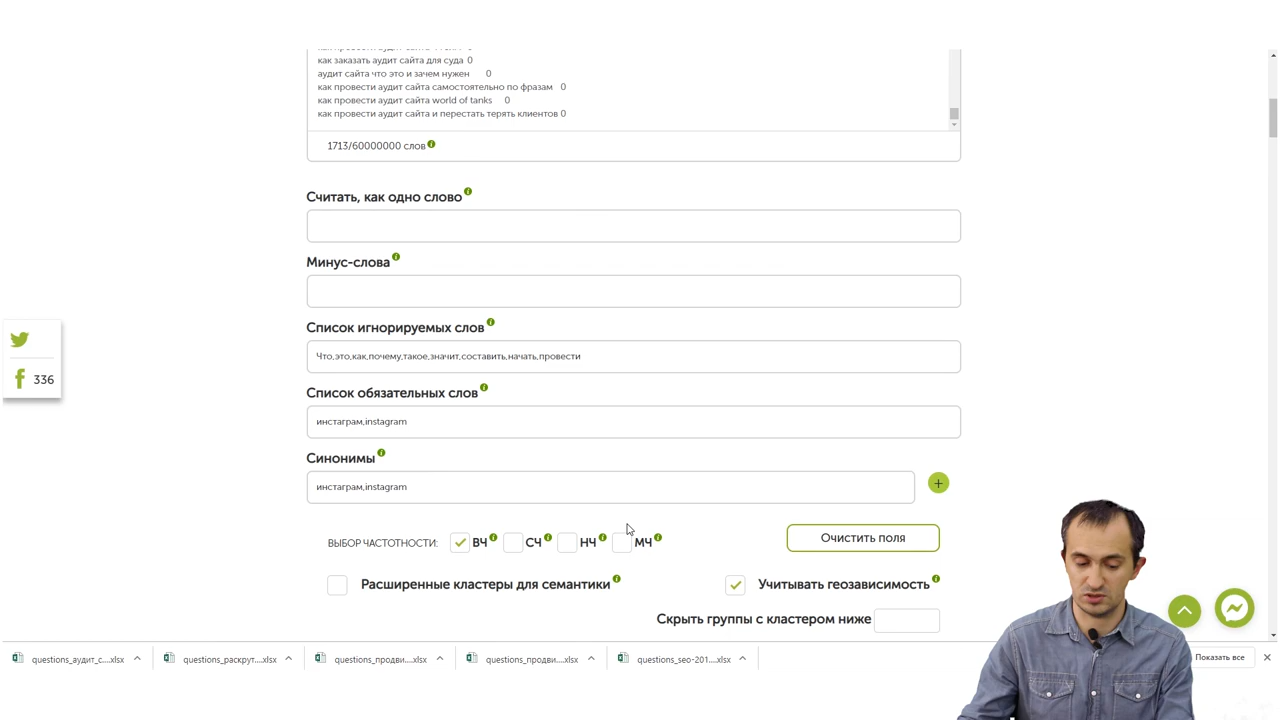 как заказать аудит сайта для суда 0
аудит сайта что это и зачем нужен 0
как провести аудит сайта самостоятельно по фразам 0
как провести аудит сайта world of tanks 0
как провести аудит сайта и перестать терять клиентов 0
1713/60000000 слов
Считать, как одно слово
Минус-слова
Список игнорируемых слов
Что,это,как,почему,такое,значит,составить,начать,провести
336
Список обязательных слов
инстаграм,instagram
Синонимы
инстаграм,instagram
+
ВЫБОР ЧАСТОТНОСТИ: ВЧ СЧ НЧ МЧ
Очистить поля
Расширенные кластеры для семантики
Учитывать геозависимость
Скрыть группы с кластером ниже
questions_аудит_с....xlsx
questions_раскрут....xlsx
questions_продви....xlsx
questions_продви....xlsx
questions_seo-201....xlsx
Показать все